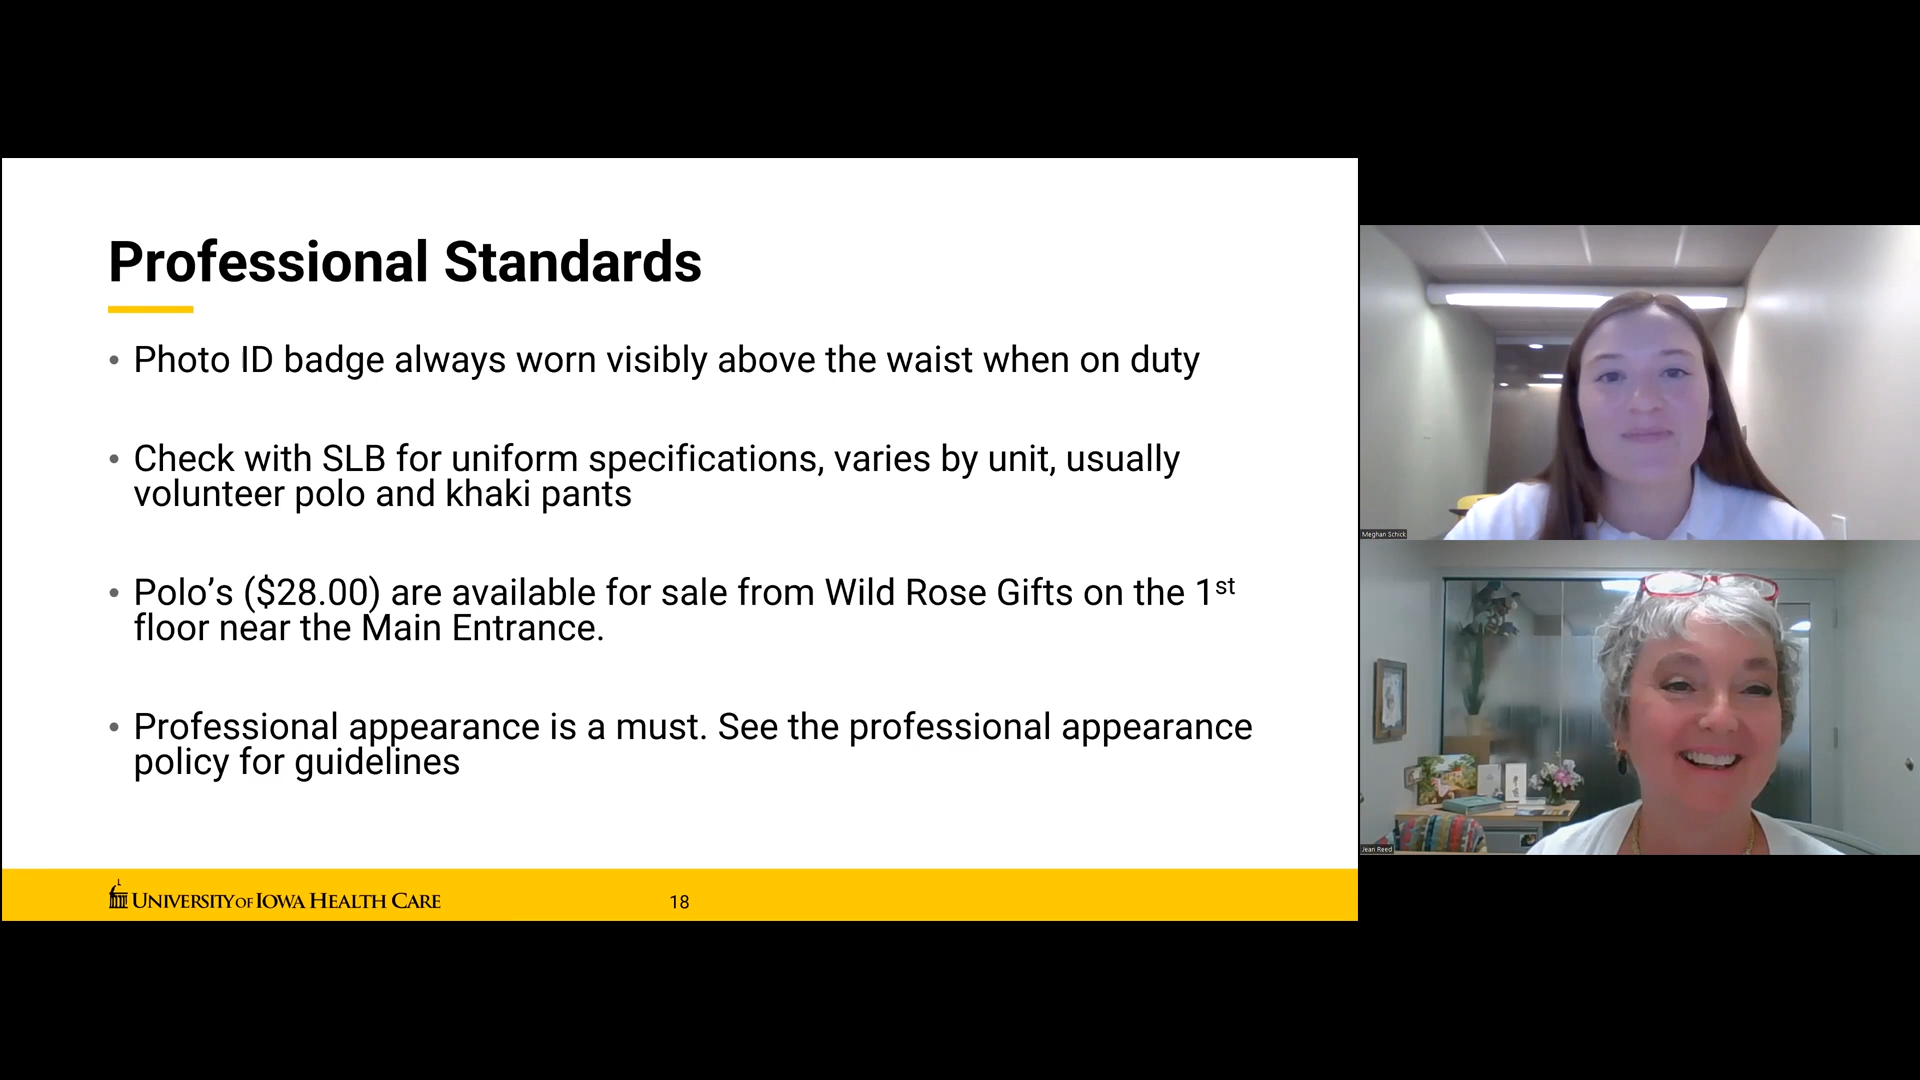 Professional Standards
• Photo ID badge always worn visibly above the waist when on duty
• Check with SLB for uniform specifications, varies by unit, usually
volunteer polo and khaki pants
• Polo’s ($28.00) are available for sale from Wild Rose Gifts on the 1st
floor near the Main Entrance.
• Professional appearance is a must. See the professional appearance
policy for guidelines
UNIVERSITY OF IOWA HEALTH CARE
18
Meghan Schick
Jean Reed